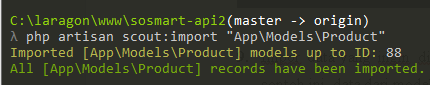 C:\laragon\www\sosmart-api2(master -> origin)
λ php artisan scout:import "App\Models\Product"
Imported [App\Models\Product] models up to ID: 88
All [App\Models\Product] records have been imported.